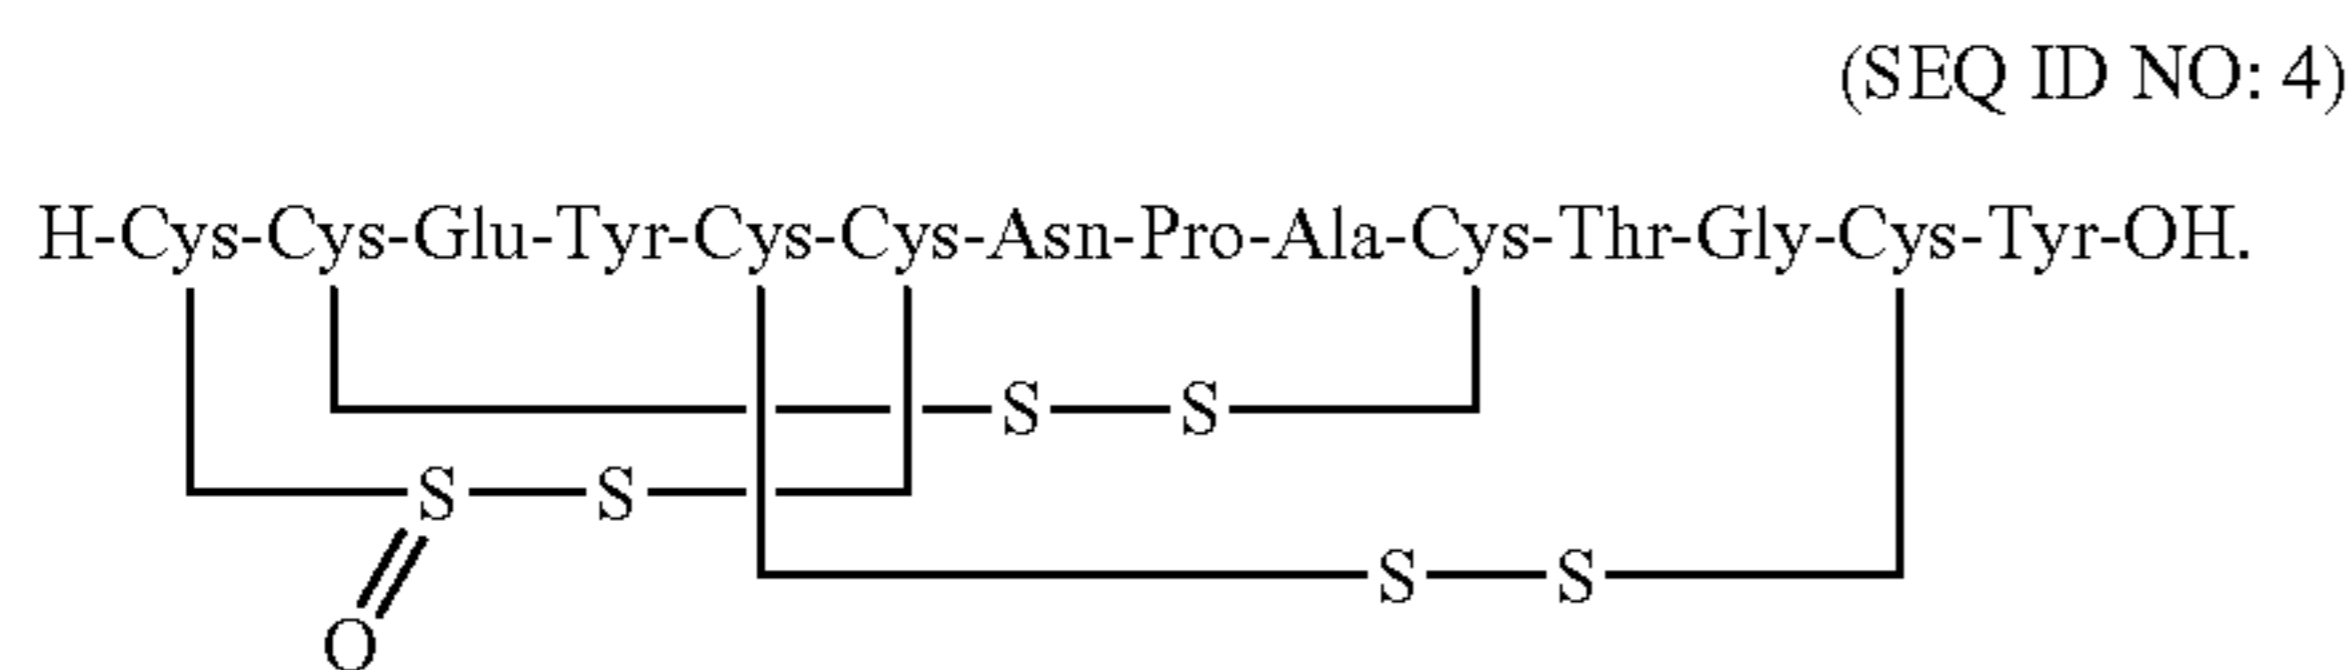 (SEQ ID NO: 4)
H-Cys-Cys-Glu-Tyr-Cys-Cys-Asn-Pro-Ala-Cys-Thr-Gly-Cys-Tyr-OH.
S S
S S
S S
O